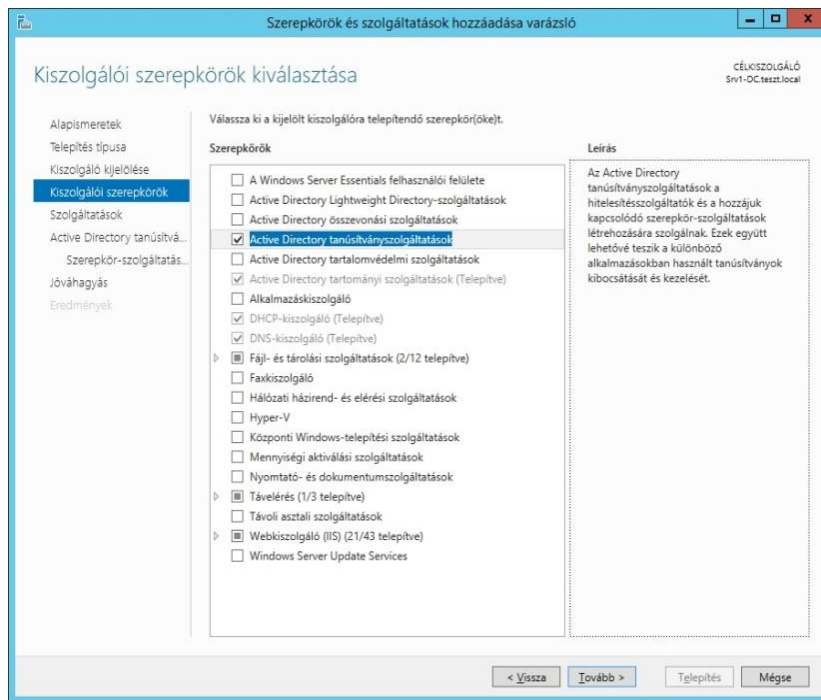 Szerepkörök és szolgáltatások hozzáadása varázsló
Kiszolgálói szerepkörök kiválasztása
CÉLKISZOLGÁLÓ
Srv1-DC.teszt.local
Alapismeretek
Telepítés típusa
Kiszolgáló kijelölése
Kiszolgálói szerepkörök
Szolgáltatások
Active Directory tanúsítvá...
Szerepkör-szolgáltatás...
Jóváhagyás
Eredmények
Válassza ki a kijelölt kiszolgálóra telepítendő szerepkör(öke)t.
Szerepkörök
A Windows Server Essentials felhasználói felülete
Active Directory Lightweight Directory-szolgáltatások
Active Directory összevonási szolgáltatások
Active Directory tanúsítványszolgáltatások
Active Directory tartalomvédelmi szolgáltatások
Active Directory tartományi szolgáltatások (Telepítve)
Alkalmazáskiszolgáló
DHCP-kiszolgáló (Telepítve)
DNS-kiszolgáló (Telepítve)
Fájl- és tárolási szolgáltatások (2/12 telepítve)
Faxkiszolgáló
Hálózati házirend- és elérési szolgáltatások
Hyper-V
Központi Windows-telepítési szolgáltatások
Mennyiségi aktiválási szolgáltatások
Nyomtató- és dokumentumszolgáltatások
Távelérés (1/3 telepítve)
Távoli asztali szolgáltatások
Webkiszolgáló (IIS) (21/43 telepítve)
Windows Server Update Services
Leírás
Az Active Directory
tanúsítványszolgáltatások a
hitelesítésszolgáltatók és a hozzájuk
kapcsolódó szerepkör-szolgáltatások
létrehozására szolgálnak. Ezek együtt
lehetővé teszik a különböző
alkalmazásokban használt tanúsítványok
kibocsátását és kezelését.
< Vissza
Tovább >
Telepítés
Mégse